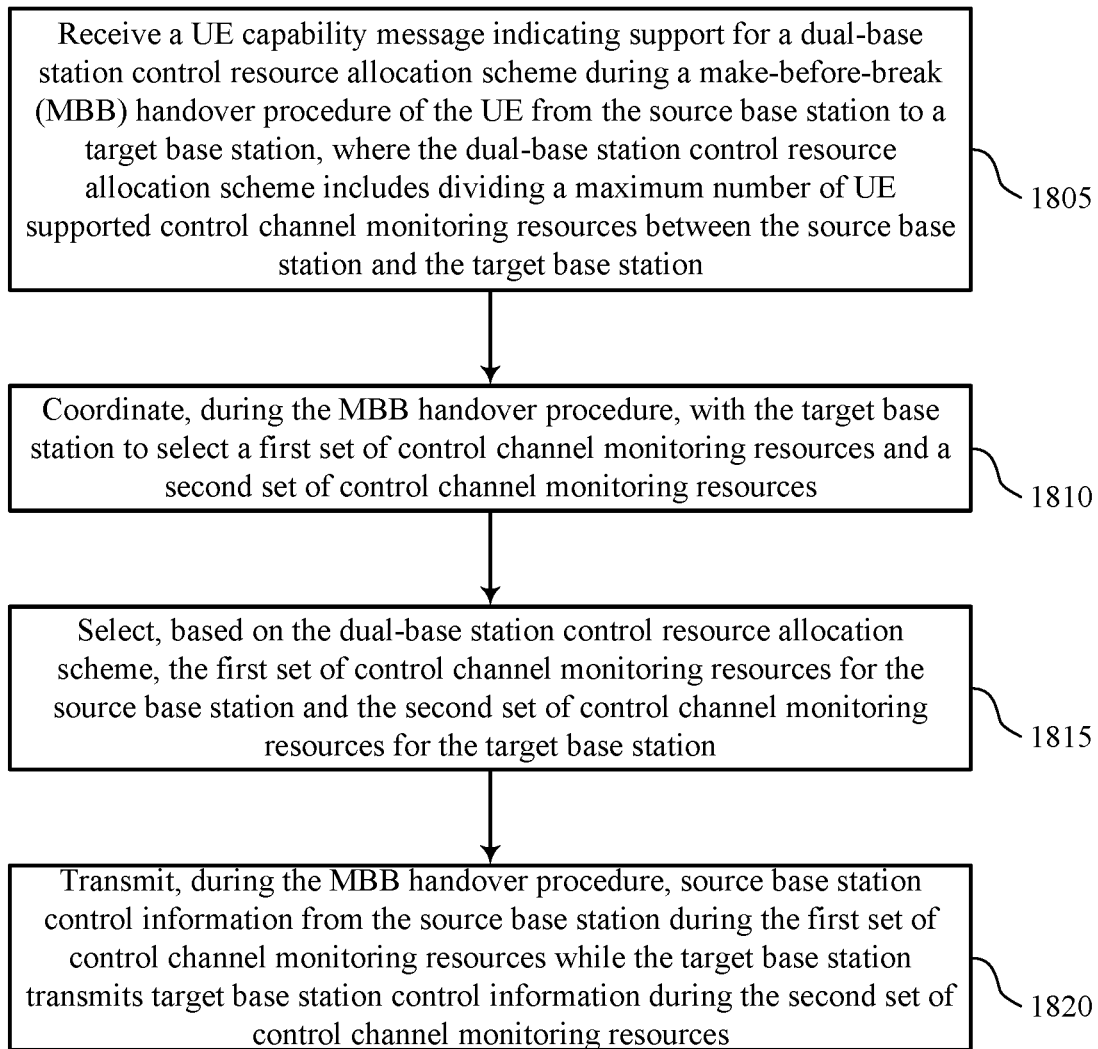 Receive a UE capability message indicating support for a dual-base
station control resource allocation scheme during a make-before-break
(MBB) handover procedure of the UE from the source base station to a
target base station, where the dual-base station control resource
allocation scheme includes dividing a maximum number of UE
supported control channel monitoring resources between the source base
station and the target base station
1805
Coordinate, during the MBB handover procedure, with the target base
station to select a first set of control channel monitoring resources and a
second set of control channel monitoring resources
1810
Select, based on the dual-base station control resource allocation
scheme, the first set of control channel monitoring resources for the
source base station and the second set of control channel monitoring
resources for the target base station
1815
Transmit, during the MBB handover procedure, source base station
control information from the source base station during the first set of
control channel monitoring resources while the target base station
transmits target base station control information during the second set of
control channel monitoring resources
1820